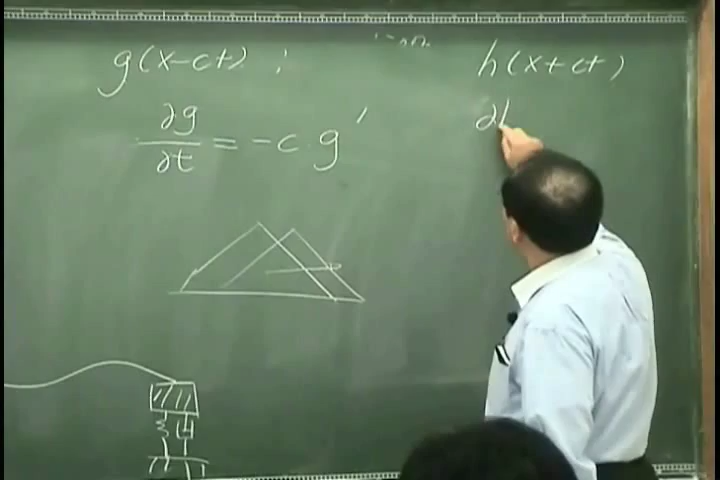 g(x-ct) ;
h(x+ct)
∂g/∂t = -c g'
∂h